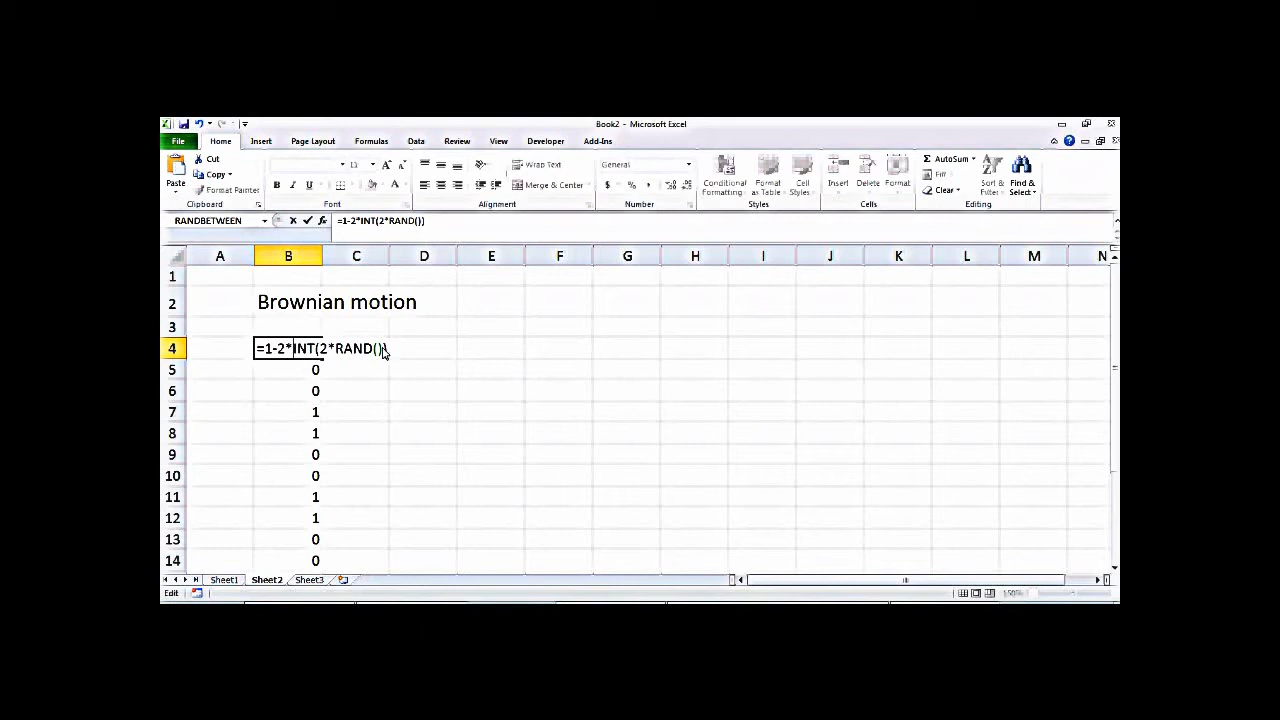 Book2 - Microsoft Excel
File Home Insert Page Layout Formulas Data Review View Developer Add-Ins
Cut
Copy
Format Painter
Paste
Clipboard
11
A A
B I U
Font
Wrap Text
Merge & Center
Alignment
General
$ % ,
Number
Conditional Formatting
Format as Table
Cell Styles
Styles
Insert Delete Format
Cells
Σ AutoSum
Fill
Clear
Sort & Filter
Find & Select
Editing
RANDBETWEEN fx =1-2*INT(2*RAND())
A B C D E F G H I J K L M N
1
2 Brownian motion
3
4 =1-2*INT(2*RAND())
5 0
6 0
7 1
8 1
9 0
10 0
11 1
12 1
13 0
14 0
Sheet1 Sheet2 Sheet3
Edit 150%